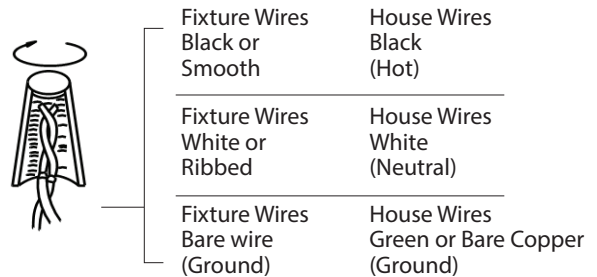 Fixture Wires
Black or
Smooth
House Wires
Black
(Hot)
Fixture Wires
White or
Ribbed
House Wires
White
(Neutral)
Fixture Wires
Bare wire
(Ground)
House Wires
Green or Bare Copper
(Ground)